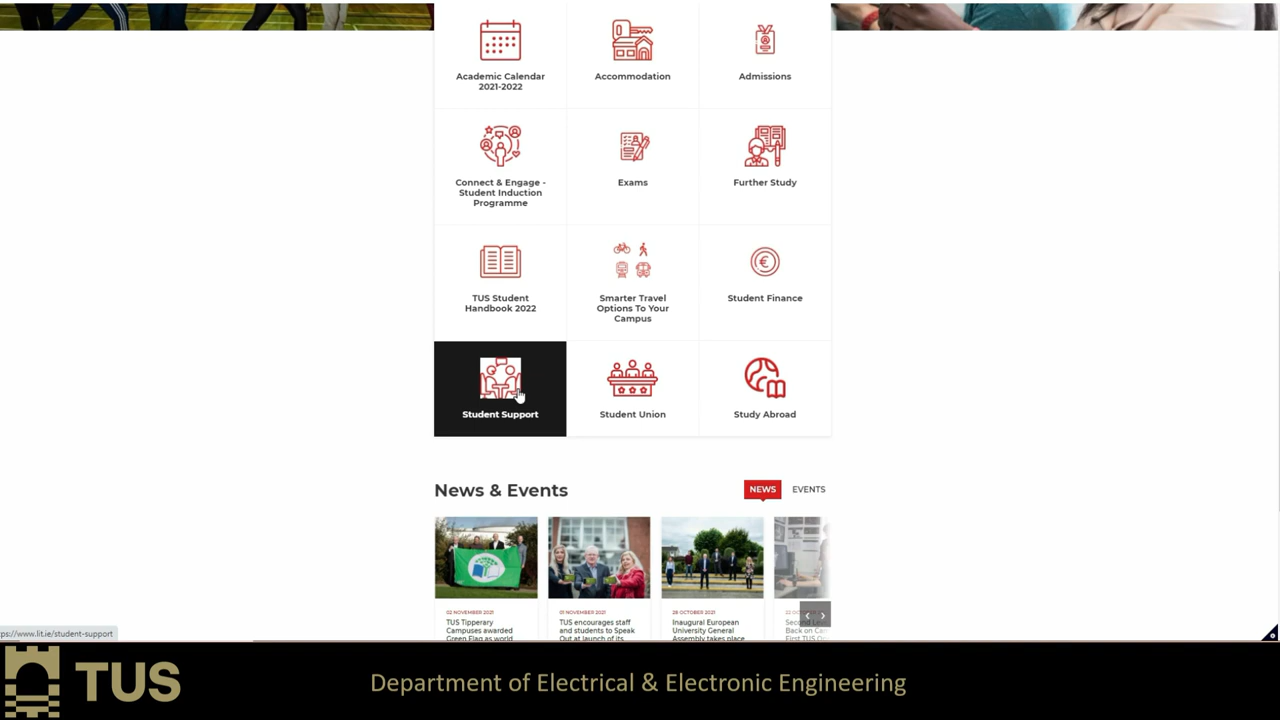 Academic Calendar
2021-2022
Accommodation
Admissions
Connect & Engage -
Student Induction
Programme
Exams
Further Study
TUS Student
Handbook 2022
Smarter Travel
Options To Your
Campus
Student Finance
Student Support
Student Union
Study Abroad
News & Events
NEWS
EVENTS
02 NOVEMBER 2021
TUS Tipperary
Campuses awarded
Green Flag as world
01 NOVEMBER 2021
TUS encourages staff
and students to Speak
Out at launch of its
28 OCTOBER 2021
Inaugural European
University General
Assembly takes place
Back on
First TUS
ps://www.lit.ie/student-support
TUS
Department of Electrical & Electronic Engineering